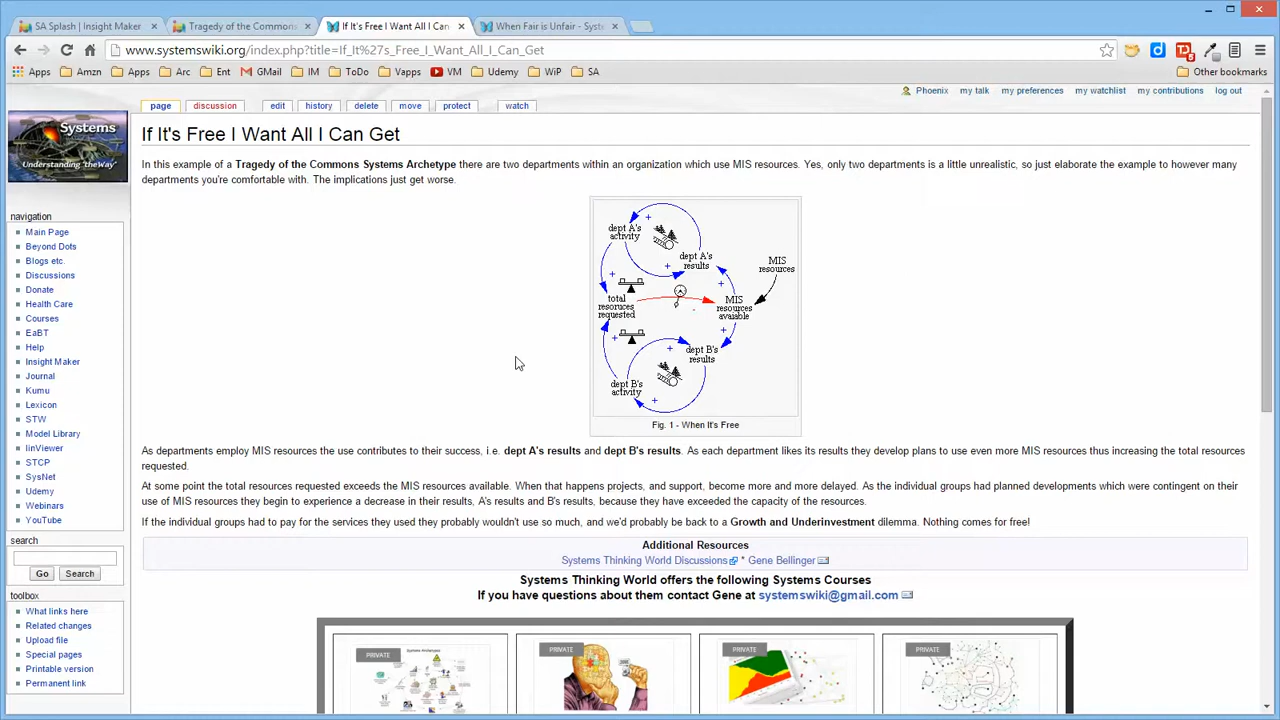 SA Splash | Insight Maker
Tragedy of the Commons
If It's Free I Want All I Can
When Fair is Unfair - Syst
www.systemswiki.org/index.php?title=If_It%27s_Free_I_Want_All_I_Can_Get
Apps Amzn Apps Arc Ent GMail IM ToDo Vapps VM Udemy WiP SA Other bookmarks
Phoenix my talk my preferences my watchlist my contributions log out
page discussion edit history delete move protect watch
Systems
Understanding "the Way"
If It's Free I Want All I Can Get
In this example of a Tragedy of the Commons Systems Archetype there are two departments within an organization which use MIS resources. Yes, only two departments is a little unrealistic, so just elaborate the example to however many
departments you're comfortable with. The implications just get worse.
navigation
Main Page
Beyond Dots
Blogs etc.
Discussions
Donate
Health Care
Courses
EaBT
Help
Insight Maker
Journal
Kumu
Lexicon
STW
Model Library
linViewer
STCP
SysNet
Udemy
Webinars
YouTube
search
Go Search
toolbox
What links here
Related changes
Upload file
Special pages
Printable version
Permanent link
dept A's
activity
dept A's
results
MIS
resources
total
resoruces
requested
MIS
resources
avaiable
dept B's
results
dept B's
activity
+
+
+
+
+
+
+
+
Fig. 1 - When It's Free
As departments employ MIS resources the use contributes to their success, i.e. dept A's results and dept B's results. As each department likes its results they develop plans to use even more MIS resources thus increasing the total resources
requested.
At some point the total resources requested exceeds the MIS resources available. When that happens projects, and support, become more and more delayed. As the individual groups had planned developments which were contingent on their
use of MIS resources they begin to experience a decrease in their results, A's results and B's results, because they have exceeded the capacity of the resources.
If the individual groups had to pay for the services they used they probably wouldn't use so much, and we'd probably be back to a Growth and Underinvestment dilemma. Nothing comes for free!
Additional Resources
Systems Thinking World Discussions * Gene Bellinger
Systems Thinking World offers the following Systems Courses
If you have questions about them contact Gene at systemswiki@gmail.com
PRIVATE
PRIVATE
PRIVATE
PRIVATE